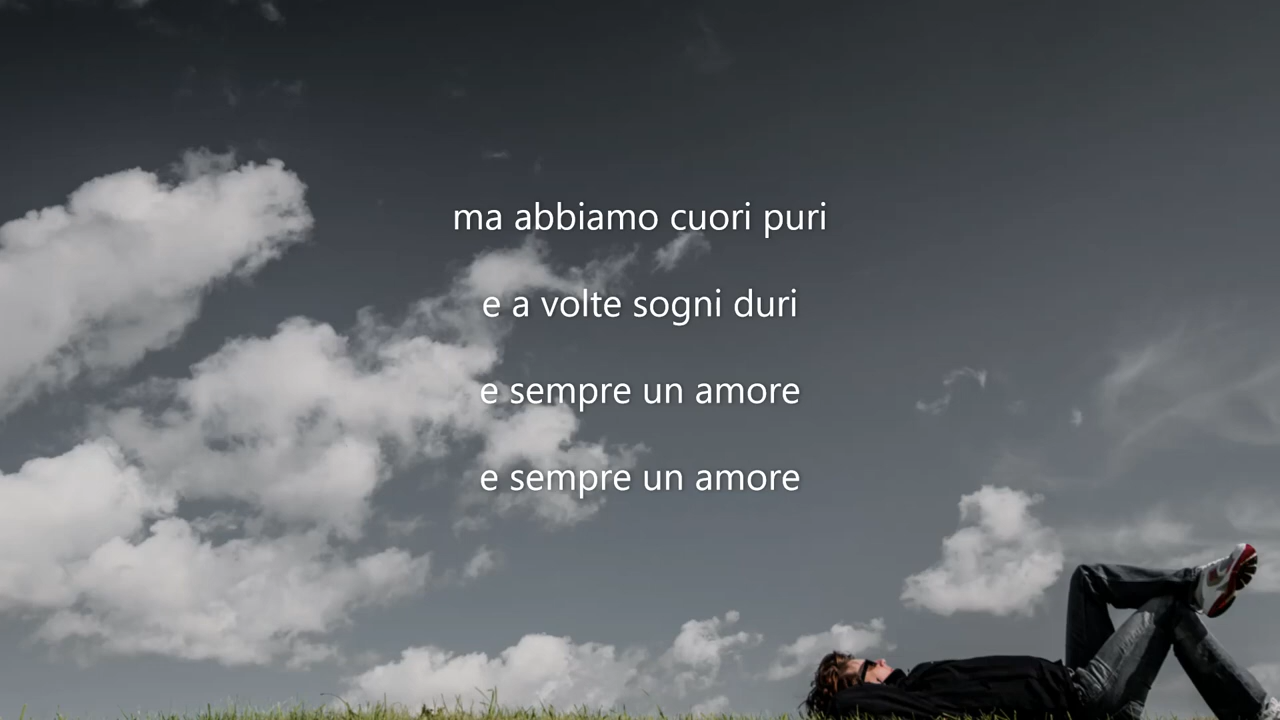 ma abbiamo cuori puri
e a volte sogni duri
e sempre un amore
e sempre un amore